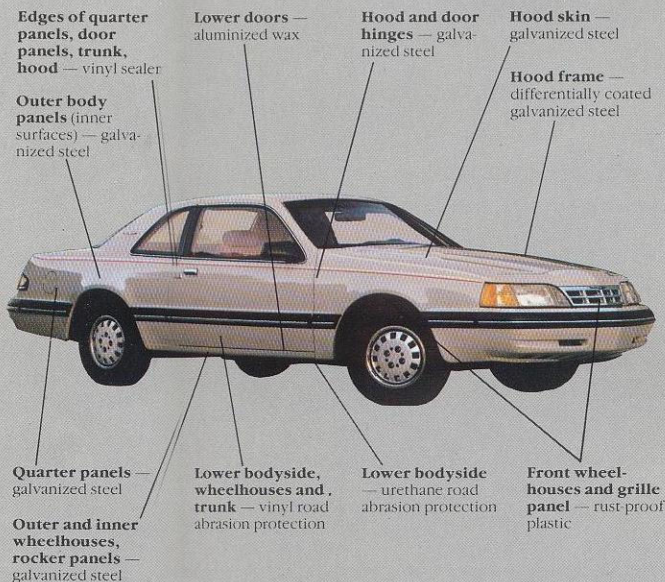 Edges of quarter
panels, door
panels, trunk,
hood — vinyl sealer
Lower doors —
aluminized wax
Hood and door
hinges — galva-
nized steel
Hood skin —
galvanized steel
Hood frame —
differentially coated
galvanized steel
Outer body
panels (inner
surfaces) — galva-
nized steel
Quarter panels —
galvanized steel
Outer and inner
wheelhouses,
rocker panels —
galvanized steel
Lower bodyside,
wheelhouses and
trunk — vinyl road
abrasion protection
Lower bodyside
— urethane road
abrasion protection
Front wheel-
houses and grille
panel — rust-proof
plastic